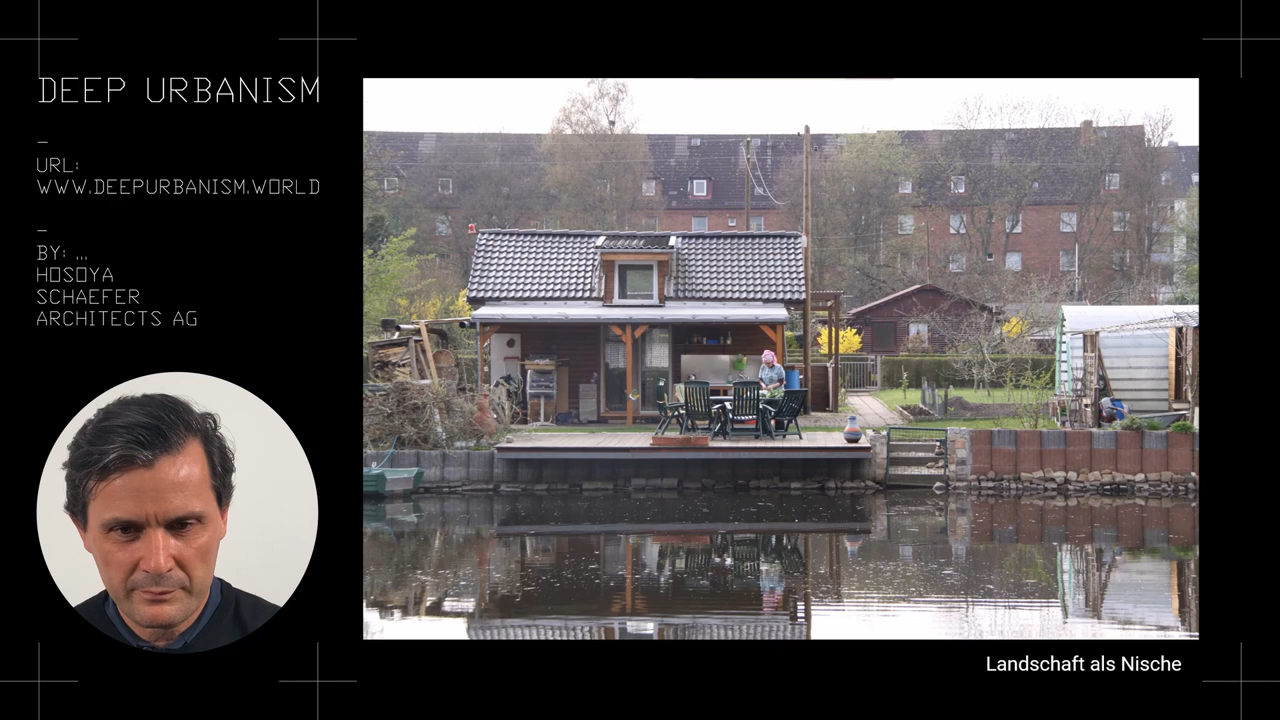 DEEP URBANISM
–
URL:
WWW.DEEPURBANISM.WORLD
–
BY: ...
HOSOYA
SCHAEFER
ARCHITECTS AG
Landschaft als Nische